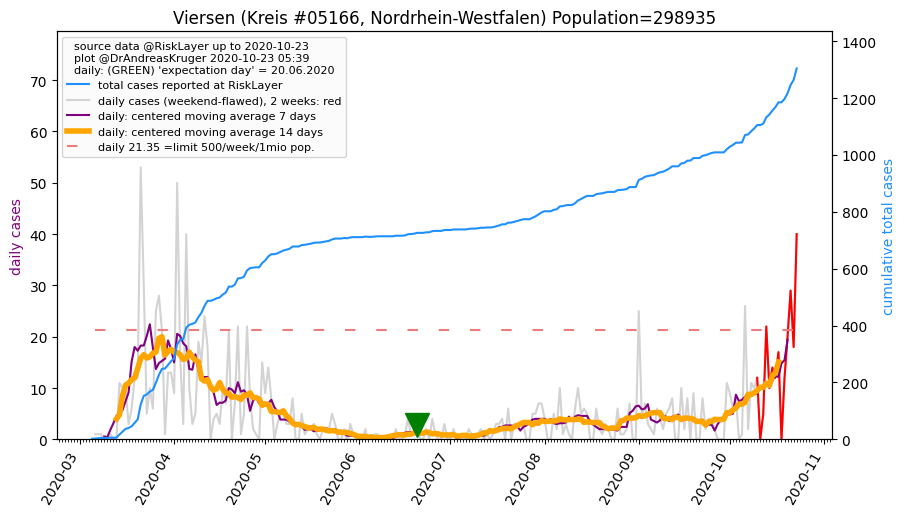 Viersen (Kreis #05166, Nordrhein-Westfalen) Population=298935
source data @RiskLayer up to 2020-10-23
plot @DrAndreasKruger 2020-10-23 05:39
daily: (GREEN) 'expectation day' = 20.06.2020
total cases reported at RiskLayer
daily cases (weekend-flawed), 2 weeks: red
daily: centered moving average 7 days
daily: centered moving average 14 days
daily 21.35 =limit 500/week/1mio pop.
daily cases
70
60
50
40
30
20
10
0
cumulative total cases
1400
1200
1000
800
600
400
200
0
2020-03
2020-04
2020-05
2020-06
2020-07
2020-08
2020-09
2020-10
2020-11